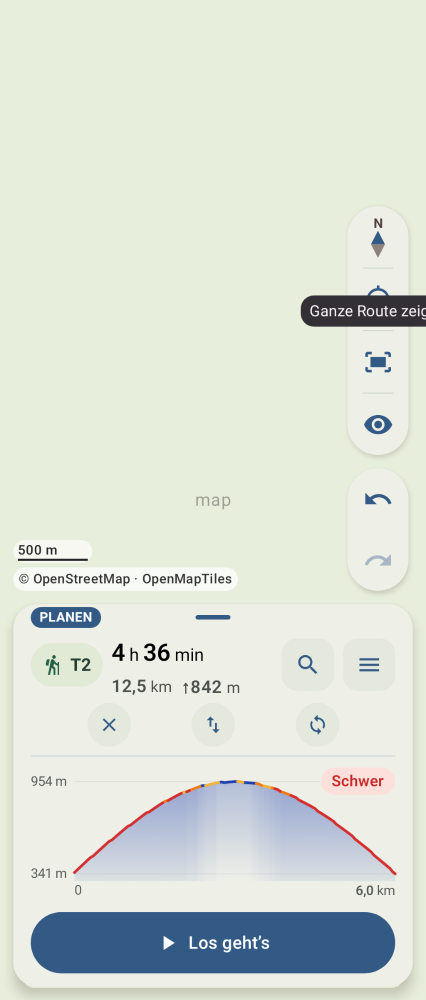 N
Ganze Route zeig
map
500 m
© OpenStreetMap · OpenMapTiles
PLANEN
T2
4 h 36 min
12,5 km ↑842 m
954 m
Schwer
341 m
0
6,0 km
Los geht's